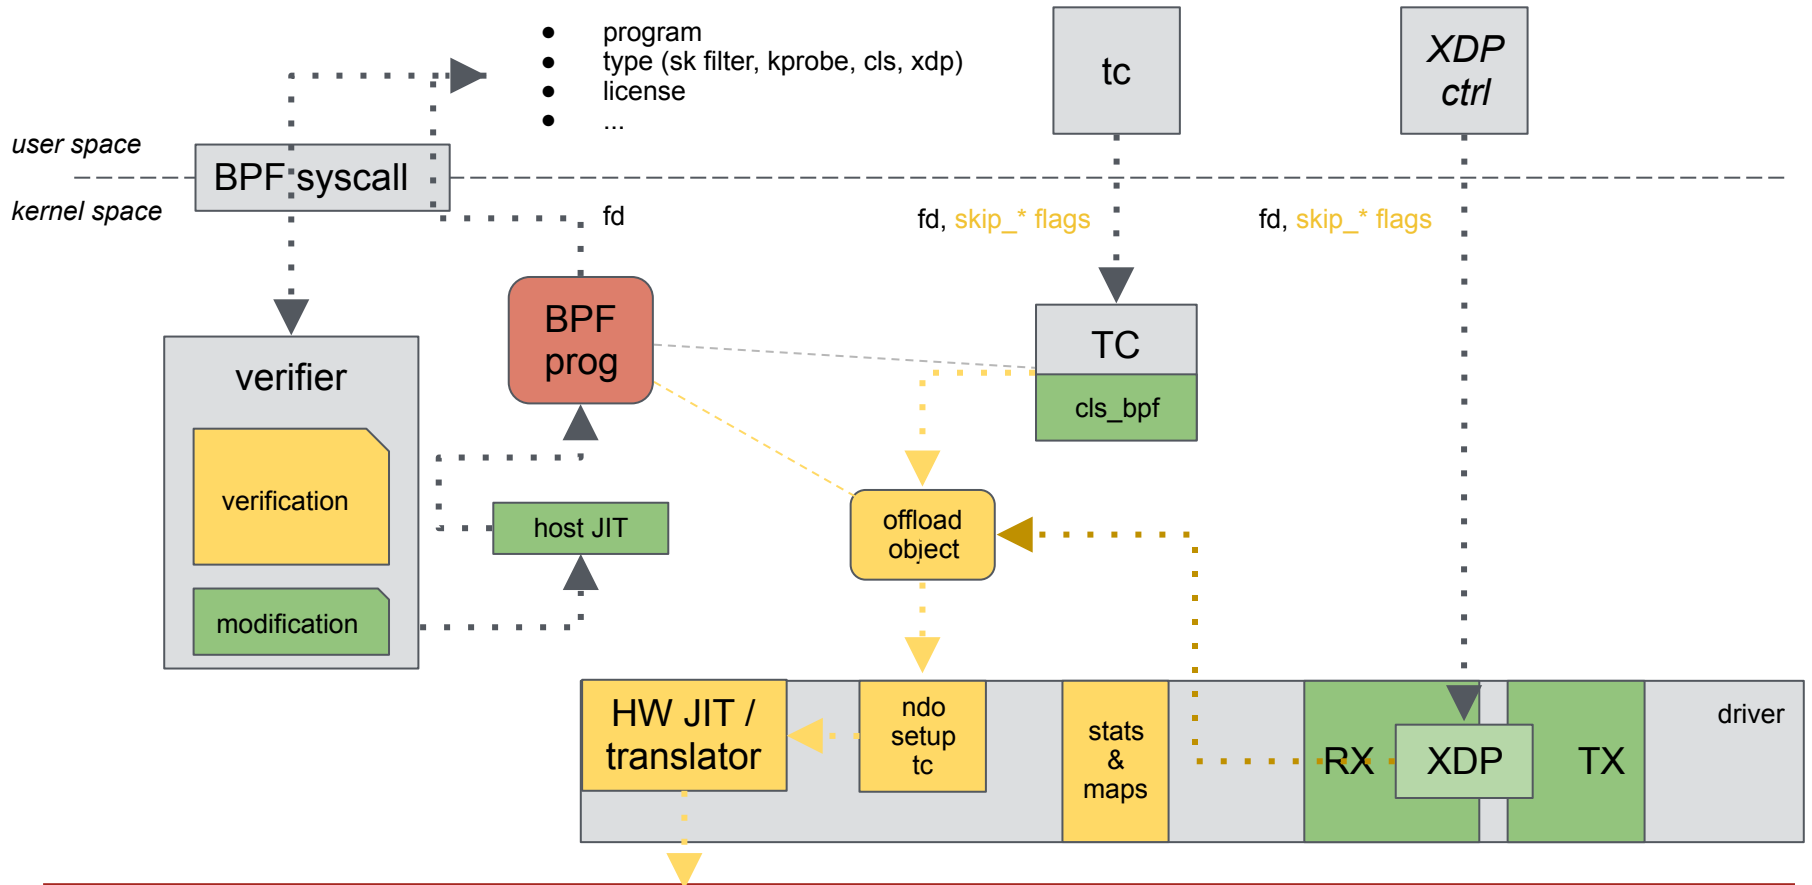 ● program
● type (sk filter, kprobe, cls, xdp)
● license
● ...
tc
XDP
ctrl
user space
BPF syscall
kernel space
fd
fd, skip_* flags
fd, skip_* flags
BPF
prog
TC
cls_bpf
verifier
verification
modification
host JIT
offload
object
HW JIT /
translator
ndo
setup
tc
stats
&
maps
RX
XDP
TX
driver